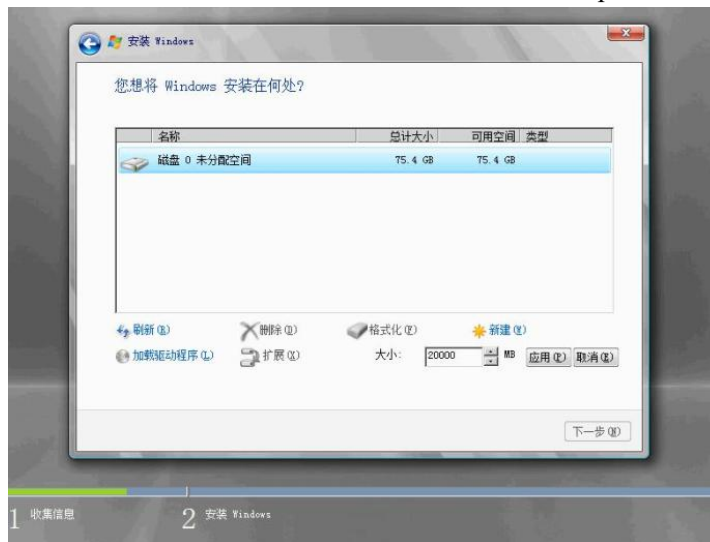 安装 Windows
您想将 Windows 安装在何处?
名称 总计大小 可用空间 类型
磁盘 0 未分配空间 75.4 GB 75.4 GB
刷新(R) 删除(D) 格式化(F) 新建(E)
加载驱动程序(L) 扩展(X) 大小: 20000 MB 应用(P) 取消(L)
下一步(N)
1 收集信息 2 安装 Windows